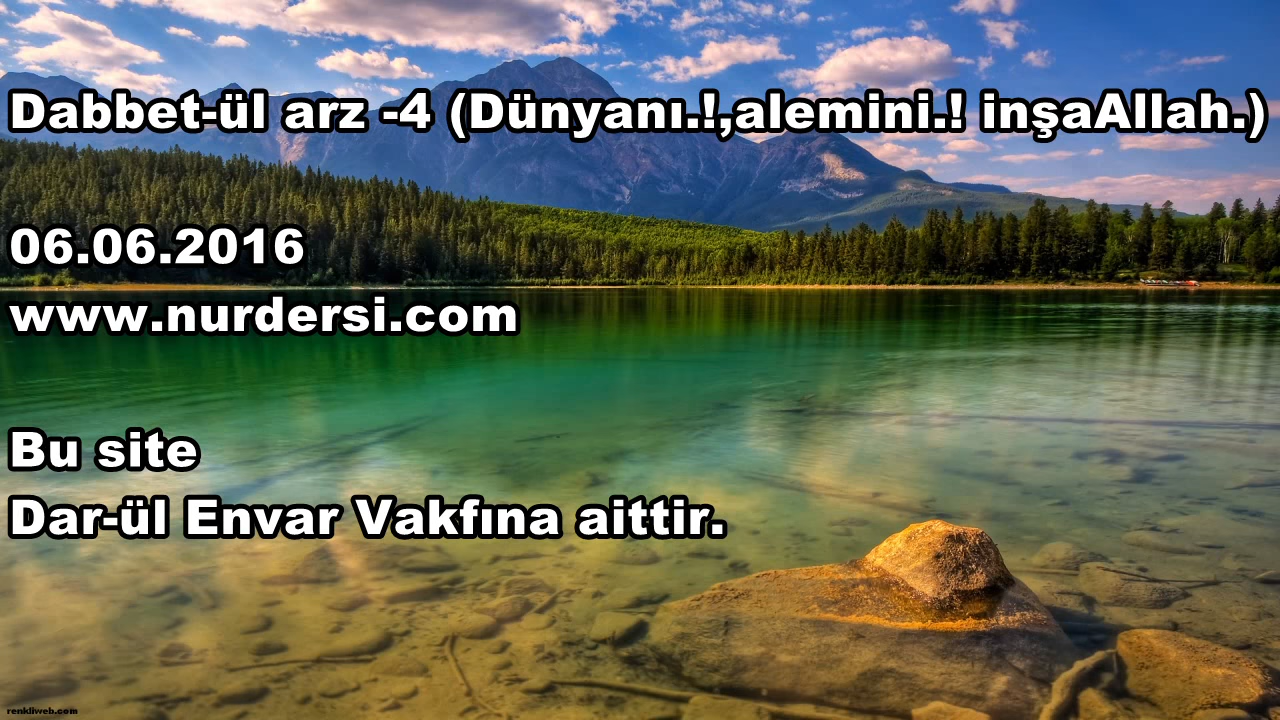 Dabbet-ül arz -4 (Dünyanı.!,alemini.! inşaAllah.)
06.06.2016
www.nurdersi.com
Bu site
Dar-ül Envar Vakfına aittir.
renkliweb.com